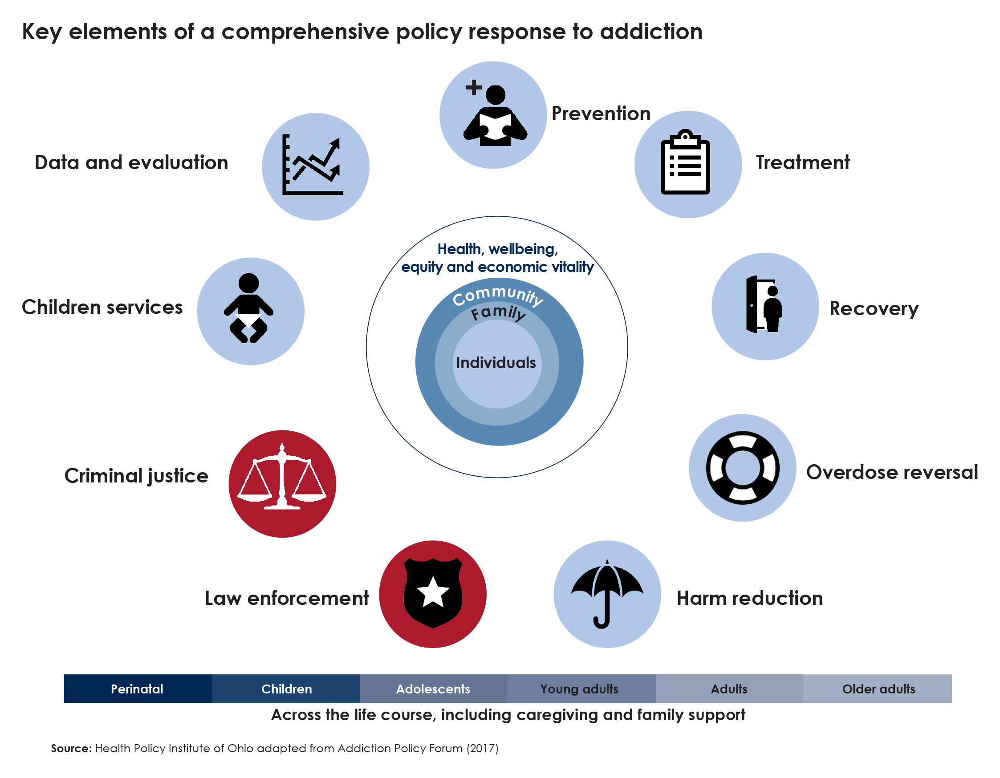 Key elements of a comprehensive policy response to addiction
Prevention
Treatment
Data and evaluation
Health, wellbeing,
equity and economic vitality
Community
Family
Individuals
Children services
Recovery
Criminal justice
Overdose reversal
Law enforcement
Harm reduction
Perinatal
Children
Adolescents
Young adults
Adults
Older adults
Across the life course, including caregiving and family support
Source: Health Policy Institute of Ohio adapted from Addiction Policy Forum (2017)